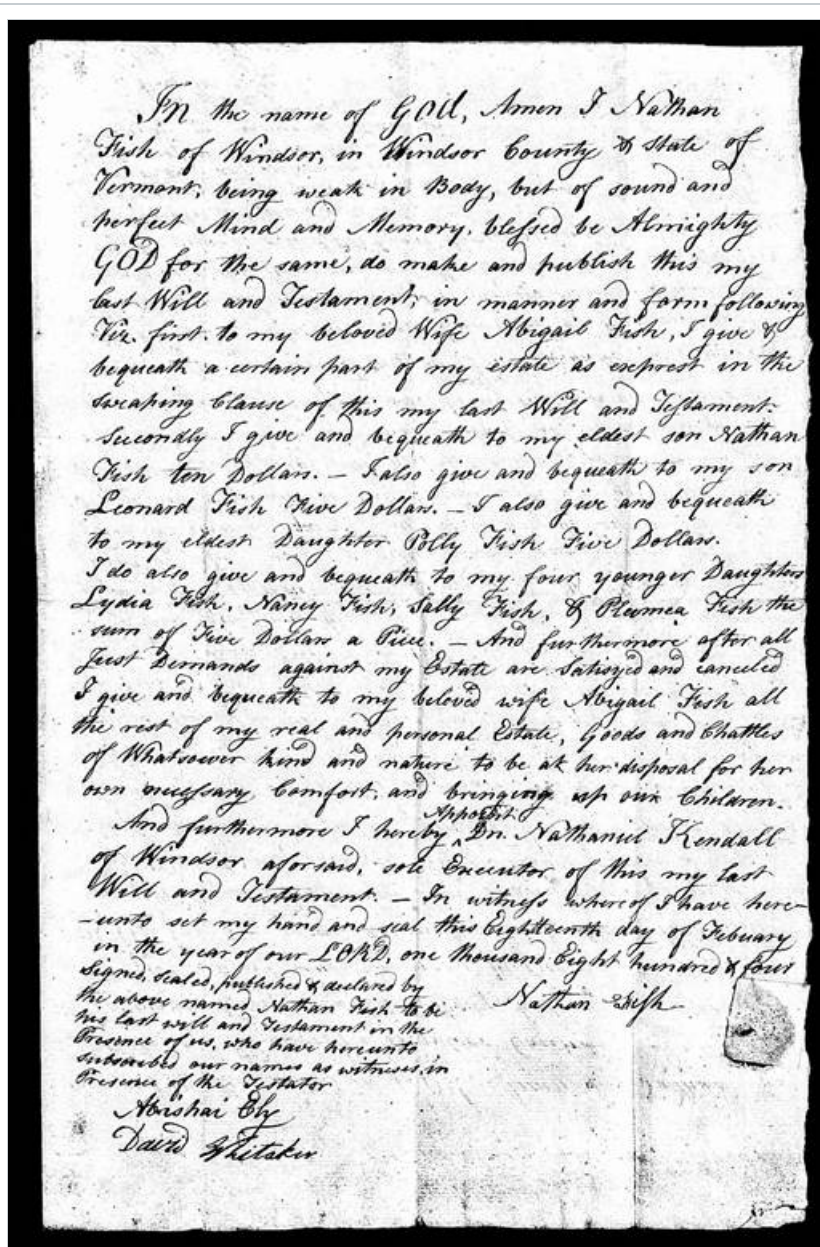 In the name of GOd, Amen I Nathan
Fish of Windsor, in Windsor County & State of
Vermont, being weak in Body, but of sound and
perfect Mind and Memory, blessed be Almighty
GOD for the same, do make and publish this my
last Will and Testament, in manner and form following
Viz. first. to my beloved Wife Abigail Fish, I give &
bequeath a certain part of my estate as exprest in the
sweaping Clause of this my last Will and Testament.
Secondly I give and bequeath to my eldest son Nathan
Fish ten Dollars. — I also give and bequeath to my son
Leonard Fish Five Dollars. — I also give and bequeath
to my eldest Daughter Polly Fish Five Dollars.
I do also give and bequeath to my four younger Daughters
Lydia Fish, Nancy Fish, Sally Fish, & Plumea Fish the
sum of Five Dollars a Piece. — And furthermore after all
Just Demands against my Estate are Satisyed and canceled
I give and bequeath to my beloved wife Abigail Fish all
the rest of my real and personal Estate, Goods and Chattles
of Whatsoever kind and nature to be at her disposal for her
own necessary Comfort, and bringing up our Children.
Appoint
And furthermore I hereby ^ Dn. Nathaniel Kendall
of Windsor aforsaid, sole Executor of this my last
Will and Testament. — In witness whereof I have here-
-unto set my hand and seal this Eightteenth day of Febuary
in the year of our LORD, one thousand Eight hundred & four
Signed, sealed, published & declared by
the above named Nathan Fish to be
his last will and Testament in the
Presence of us, who have hereunto
subscribed our names as witneses, in
Presence of the Testator
Nathan Fish
Abishai Ely
David Whitaker